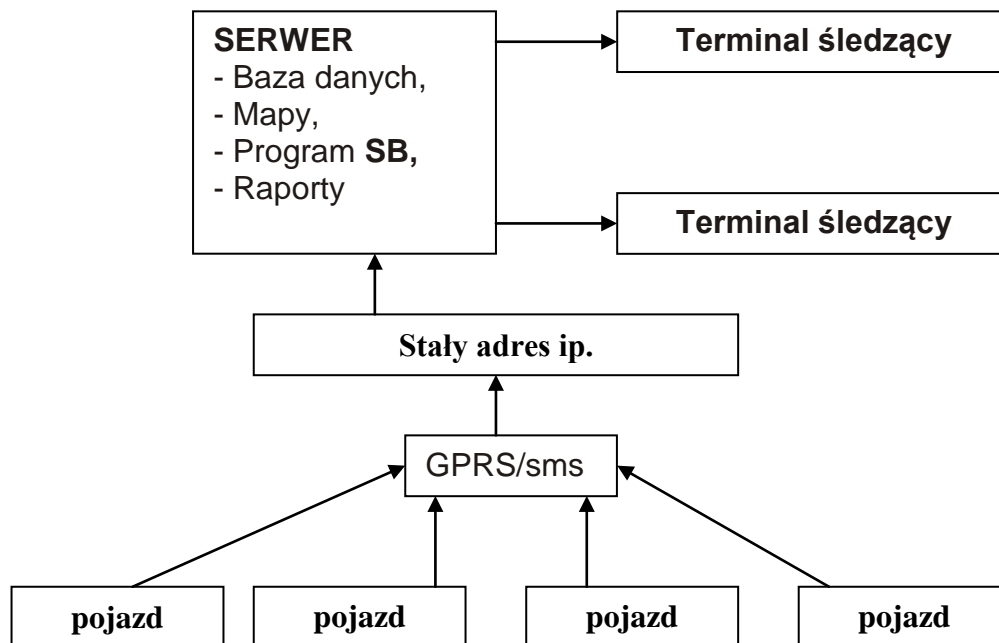 SERWER
- Baza danych,
- Mapy,
- Program SB,
- Raporty
Terminal śledzący
Terminal śledzący
Stały adres ip.
GPRS/sms
pojazd
pojazd
pojazd
pojazd